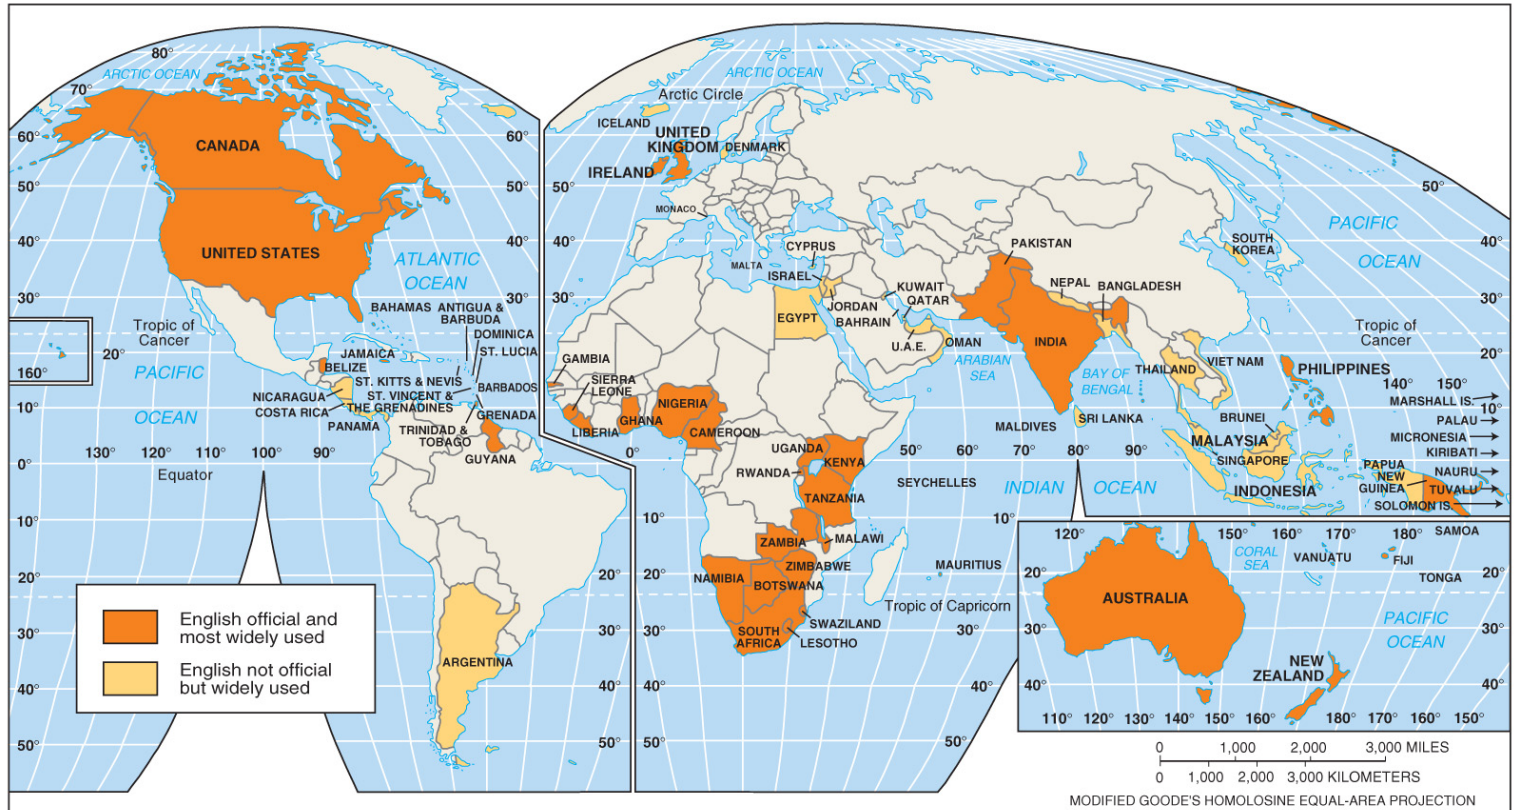 80°
ARCTIC OCEAN
ARCTIC OCEAN
70°
Arctic Circle
ICELAND
60°
60°
60°
UNITED
KINGDOM
DENMARK
CANADA
IRELAND
50°
50°
50°
50°
MONACO
PACIFIC
OCEAN
40°
40°
40°
40°
UNITED STATES
ATLANTIC
OCEAN
CYPRUS
MALTA
ISRAEL
PAKISTAN
SOUTH
KOREA
30°
30°
30°
30°
BAHAMAS
ANTIGUA &
BARBUDA
JORDAN
KUWAIT
QATAR
BAHRAIN
NEPAL
BANGLADESH
EGYPT
Tropic of
Cancer
DOMINICA
U.A.E.
OMAN
INDIA
Tropic of
Cancer
160°
20°
20°
JAMAICA
BELIZE
ST. LUCIA
ARABIAN
SEA
BAY OF
BENGAL
THAILAND
VIET NAM
PHILIPPINES
PACIFIC
OCEAN
ST. KITTS & NEVIS
ST. VINCENT &
THE GRENADINES
BARBADOS
GAMBIA
SIERRA
LEONE
140°
150°
MARSHALL IS.
NICARAGUA
COSTA RICA
PANAMA
GRENADA
NIGERIA
GHANA
LIBERIA
CAMEROON
MALDIVES
SRI LANKA
BRUNEI
10°
10°
PALAU
TRINIDAD &
TOBAGO
GUYANA
UGANDA
KENYA
MALAYSIA
SINGAPORE
MICRONESIA
KIRIBATI
130°
120°
110°
100°
90°
0°
0°
50°
60°
70°
80°
90°
Equator
RWANDA
TANZANIA
SEYCHELLES
INDIAN
OCEAN
INDONESIA
PAPUA
NEW
GUINEA
NAURU
TUVALU
SOLOMON IS.
10°
10°
10°
ZAMBIA
MALAWI
120°
150°
160°
170°
180°
SAMOA
CORAL
SEA
VANUATU
FIJI
TONGA
ZIMBABWE
MAURITIUS
NAMIBIA
BOTSWANA
20°
20°
20°
20°
20°
20°
Tropic of Capricorn
AUSTRALIA
PACIFIC
OCEAN
English official and
most widely used
SWAZILAND
LESOTHO
SOUTH
AFRICA
30°
30°
30°
30°
30°
30°
English not official
but widely used
ARGENTINA
NEW
ZEALAND
40°
40°
40°
40°
40°
40°
110°
120°
130°
140°
150°
160°
180°
170°
160°
150°
50°
50°
50°
50°
0
1,000
2,000
3,000 MILES
0
1,000
2,000
3,000 KILOMETERS
MODIFIED GOODE'S HOMOLOSINE EQUAL-AREA PROJECTION